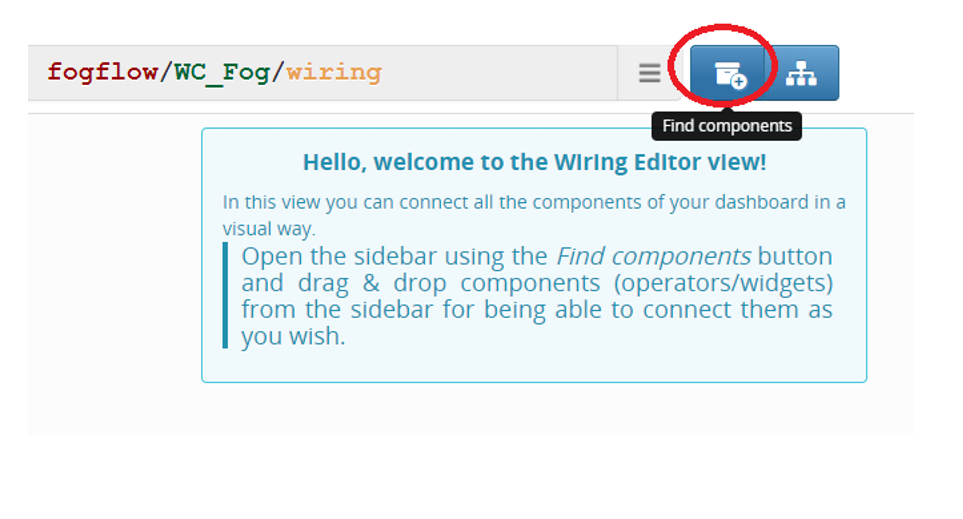 fogflow/WC_Fog/wiring
Find components
Hello, welcome to the WirIng EdItor vIew!
In this view you can connect all the components of your dashboard in a
visual way.
Open the sidebar using the Find components button
and drag & drop components (operators/widgets)
from the sidebar for being able to connect them as
you wish.